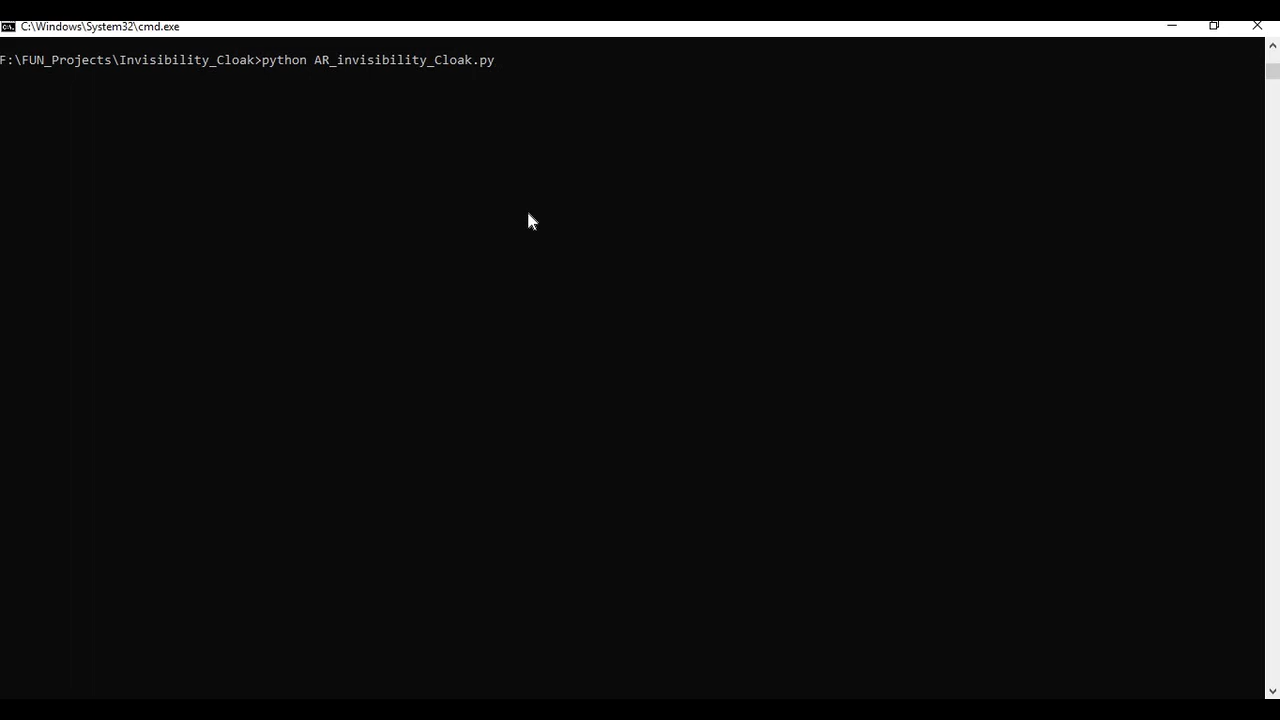 C:\Windows\System32\cmd.exe
F:\FUN_Projects\Invisibility_Cloak>python AR_invisibility_Cloak.py